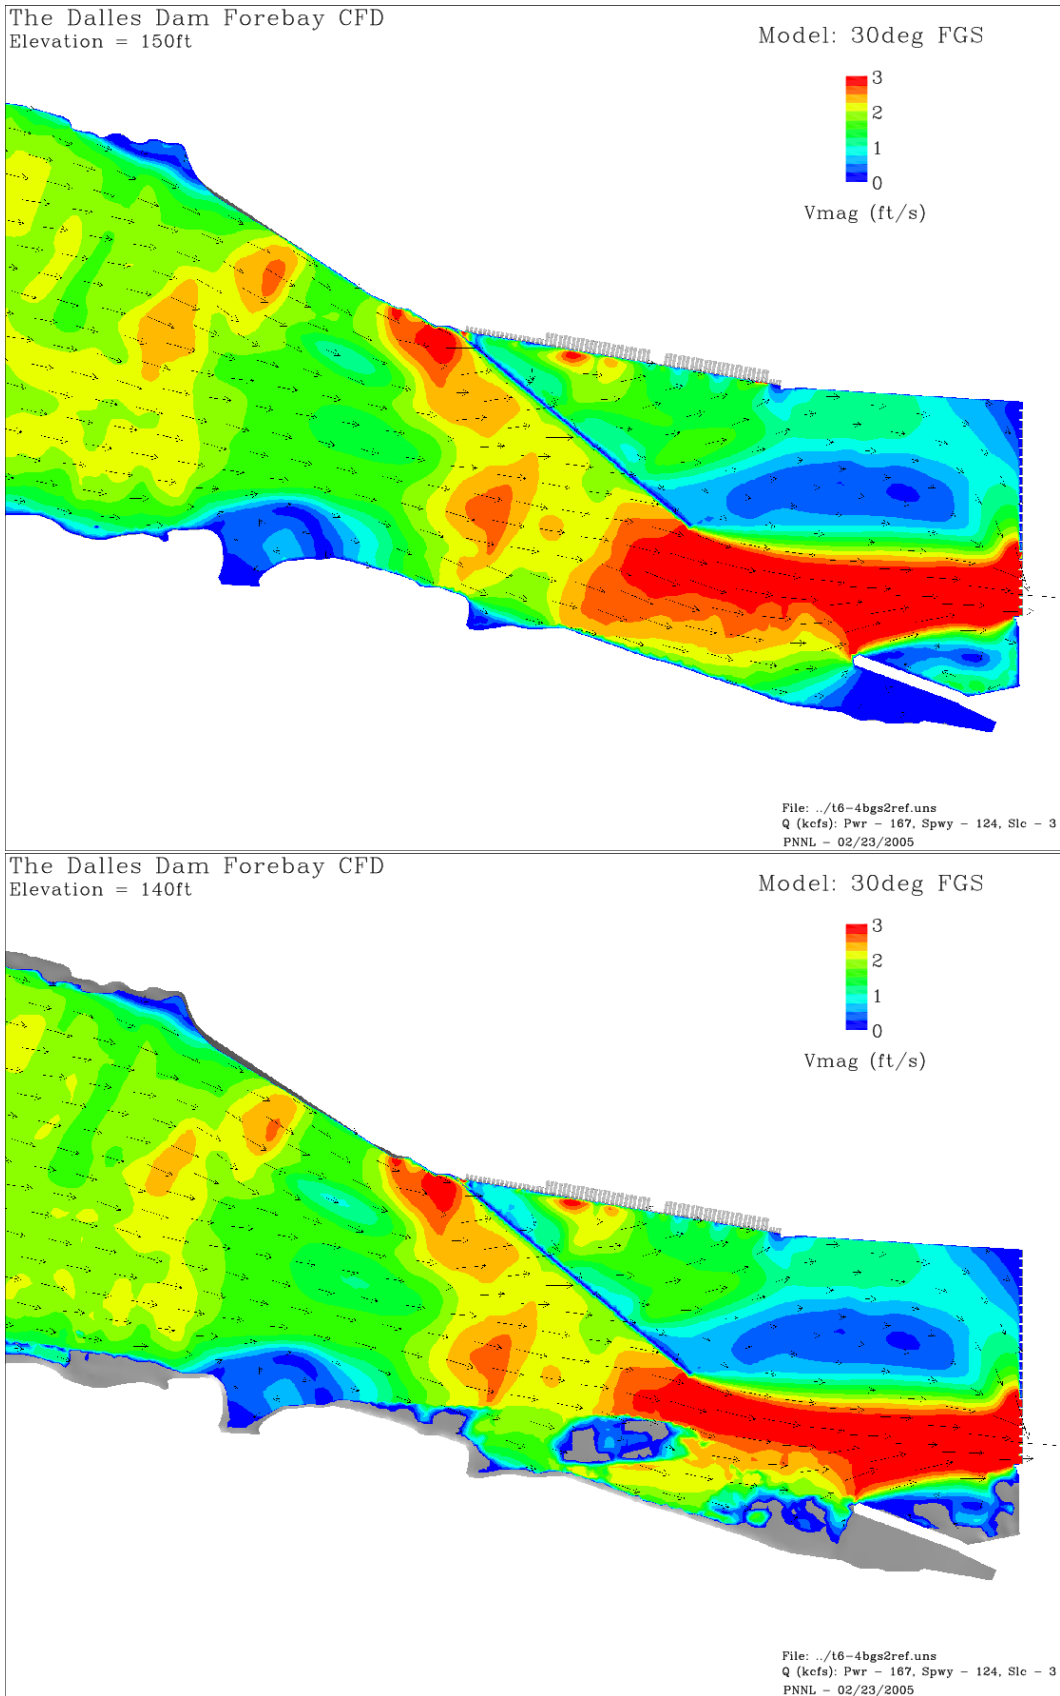 The Dalles Dam Forebay CFD
Elevation = 150ft
Model: 30deg FGS
3
2
1
0
Vmag (ft/s)
File: ../t6-4bgs2ref.uns
Q (kcfs): Pwr - 167, Spwy - 124, Slc - 3
PNNL - 02/23/2005
The Dalles Dam Forebay CFD
Elevation = 140ft
Model: 30deg FGS
3
2
1
0
Vmag (ft/s)
File: ../t6-4bgs2ref.uns
Q (kcfs): Pwr - 167, Spwy - 124, Slc - 3
PNNL - 02/23/2005